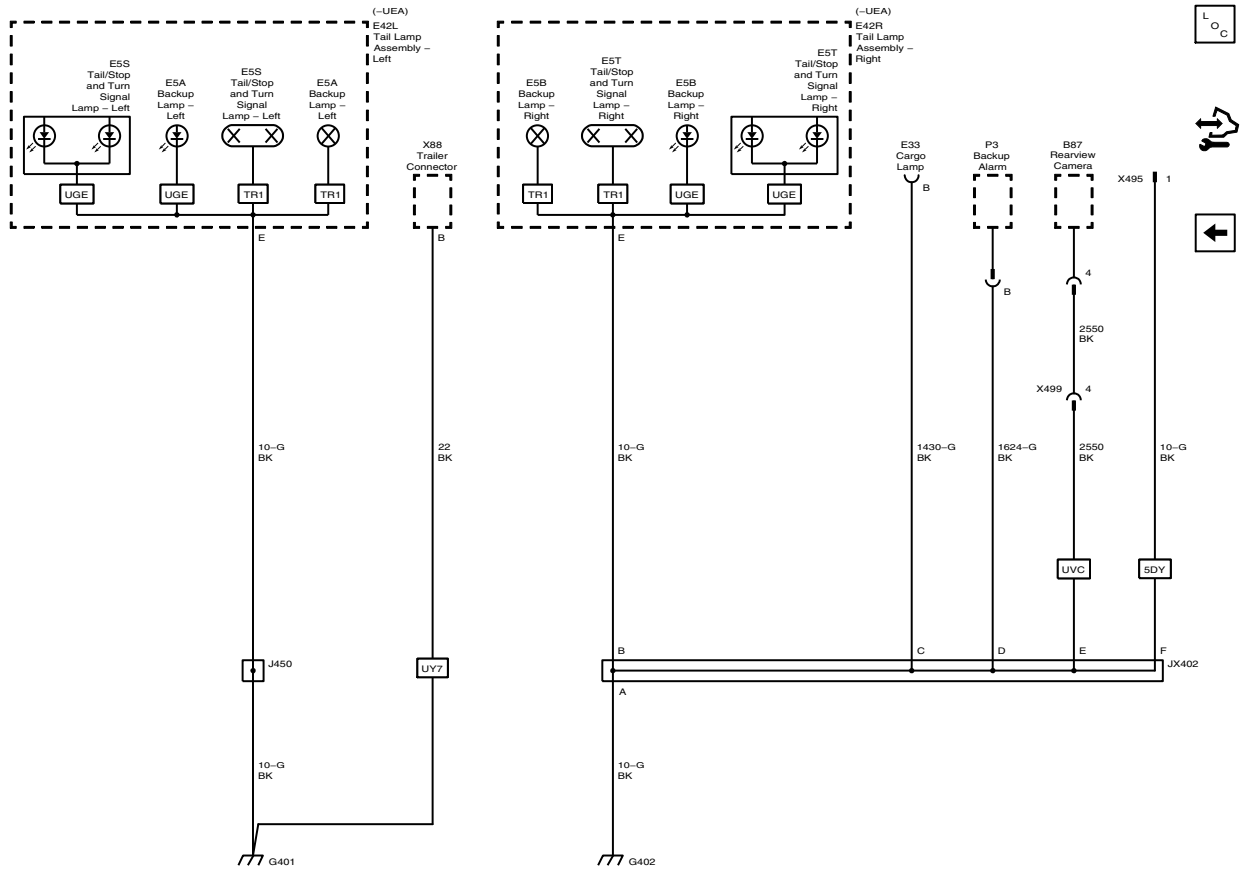 (–UEA)
E42L
Tail Lamp
Assembly –
Left
E5S
Tail/Stop
and Turn
Signal
Lamp – Left
E5A
Backup
Lamp –
Left
E5S
Tail/Stop
and Turn
Signal
Lamp – Left
E5A
Backup
Lamp –
Left
UGE
UGE
TR1
TR1
E
X88
Trailer
Connector
B
(–UEA)
E42R
Tail Lamp
Assembly –
Right
E5B
Backup
Lamp –
Right
E5T
Tail/Stop
and Turn
Signal
Lamp –
Right
E5B
Backup
Lamp –
Right
E5T
Tail/Stop
and Turn
Signal
Lamp –
Right
TR1
TR1
UGE
UGE
E
E33
Cargo
Lamp
B
P3
Backup
Alarm
B
B87
Rearview
Camera
4
2550
BK
X499
4
X495
1
L
O
C
10–G
BK
22
BK
10–G
BK
1430–G
BK
1624–G
BK
2550
BK
10–G
BK
UVC
5DY
J450
UY7
B
C
D
E
F
JX402
A
10–G
BK
10–G
BK
G401
G402